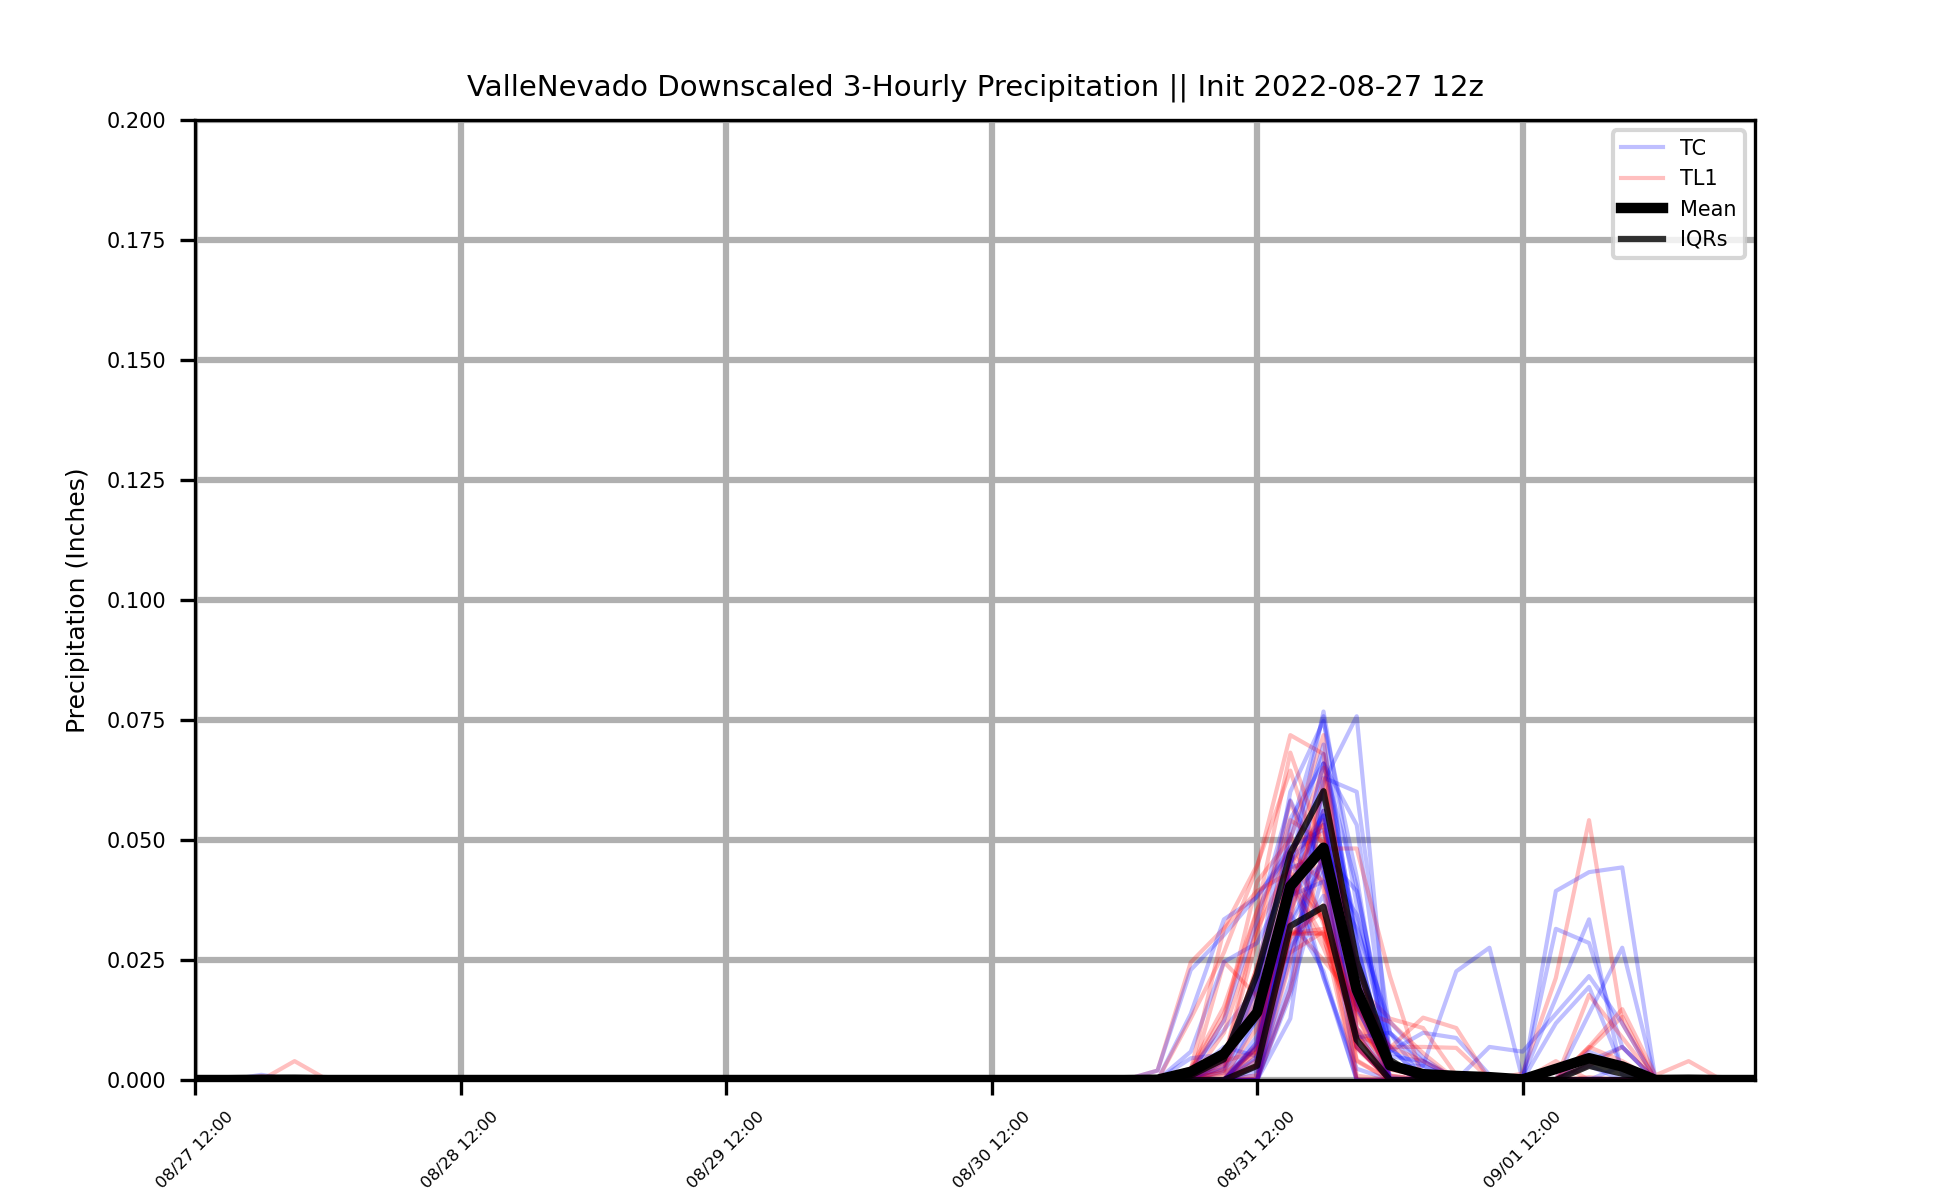 ValleNevado Downscaled 3-Hourly Precipitation || Init 2022-08-27 12z
Precipitation (Inches)
0.200
0.175
0.150
0.125
0.100
0.075
0.050
0.025
0.000
TC
TL1
Mean
IQRs
08/27 12:00
08/28 12:00
08/29 12:00
08/30 12:00
08/31 12:00
09/01 12:00